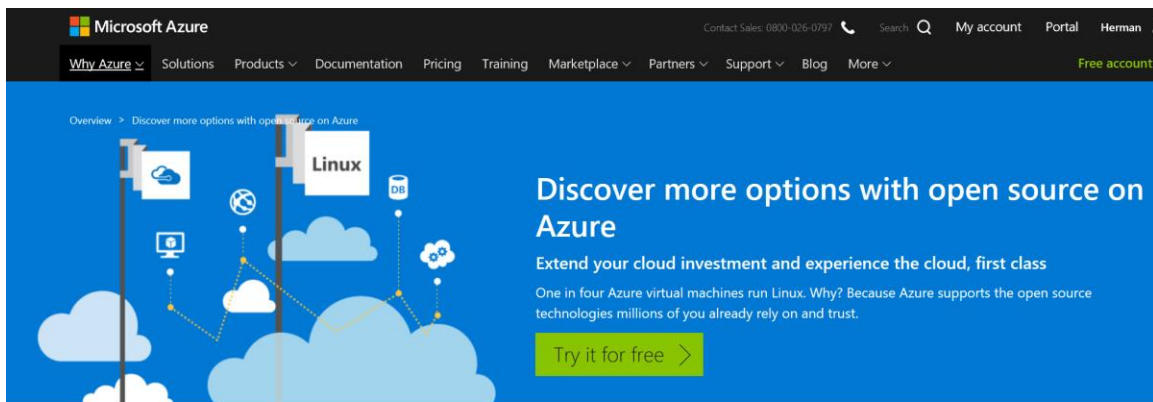 Microsoft Azure
Contact Sales: 0800-026-0797 Search My account Portal Herman
Why Azure Solutions Products Documentation Pricing Training Marketplace Partners Support Blog More Free account
Overview > Discover more options with open source on Azure
Linux
DB
Discover more options with open source on
Azure
Extend your cloud investment and experience the cloud, first class
One in four Azure virtual machines run Linux. Why? Because Azure supports the open source
technologies millions of you already rely on and trust.
Try it for free